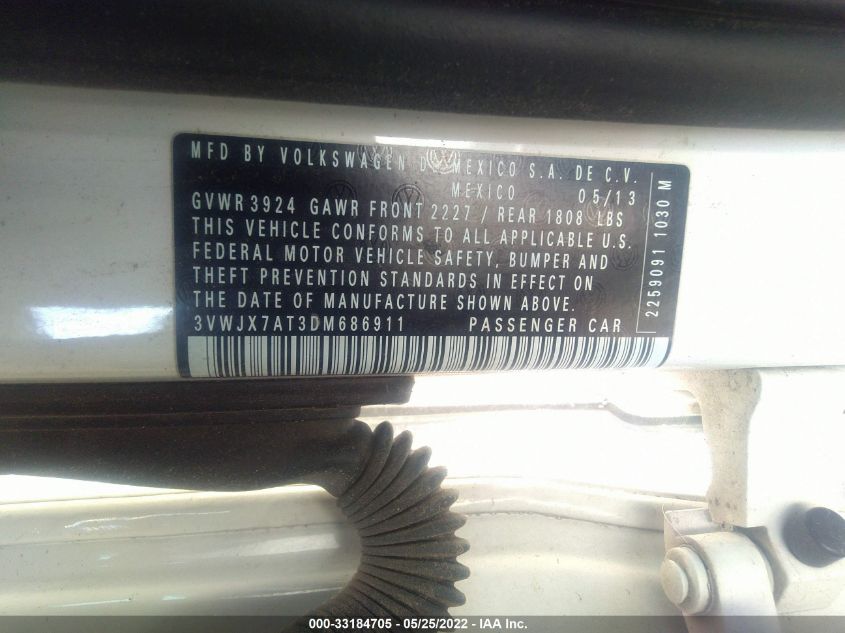 MFD BY VOLKSWAGEN DE MEXICO S.A. DE C.V.
MEXICO 05/13
GVWR 3924 GAWR FRONT 2227 / REAR 1808 LBS
THIS VEHICLE CONFORMS TO ALL APPLICABLE U.S.
FEDERAL MOTOR VEHICLE SAFETY, BUMPER AND
THEFT PREVENTION STANDARDS IN EFFECT ON
THE DATE OF MANUFACTURE SHOWN ABOVE.
3VWJX7AT3DM686911 PASSENGER CAR
2259091 1030 M
000-33184705 - 05/25/2022 - IAA Inc.